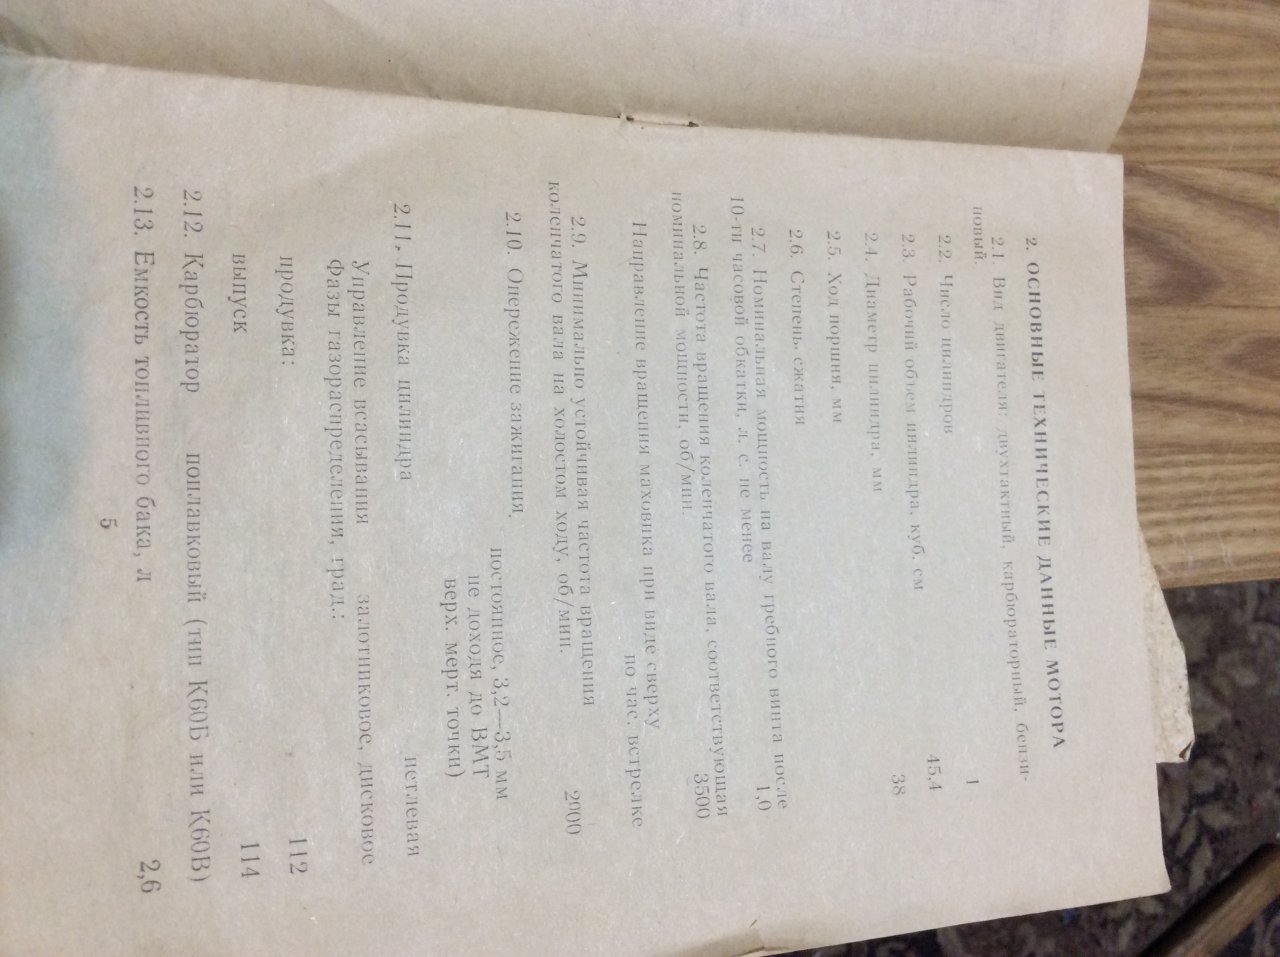 2. ОСНОВНЫЕ ТЕХНИЧЕСКИЕ ДАННЫЕ МОТОРА
2.1. Вид двигателя: двухтактный, карбюраторный, бензи-
новый.
2.2. Число цилиндров 1
2.3. Рабочий объем цилиндра, куб. см 45,4
2.4. Диаметр цилиндра, мм 38
2.5. Ход поршня, мм
2.6. Степень сжатия
2.7. Номинальная мощность на валу гребного винта после
10-ти часовой обкатки, л. с. не менее 1,0
2.8. Частота вращения коленчатого вала, соответствующая
номинальной мощности, об/мин. 3500
Направление вращения маховика при виде сверху
по час. встрелке
2.9. Минимально устойчивая частота вращения
коленчатого вала на холостом ходу, об/мин. 2000
2.10. Опережение зажигания,
постоянное, 3,2—3,5 мм
не доходя до ВМТ
верх. мерт. точки)
2.11. Продувка цилиндра петлевая
Управление всасывания залотниковое, дисковое
Фазы газораспределения, град.:
продувка: 112
выпуск 114
2.12. Карбюратор поплавковый (тип К60Б или К60В)
2.13. Емкость топливного бака, л 2,6
5